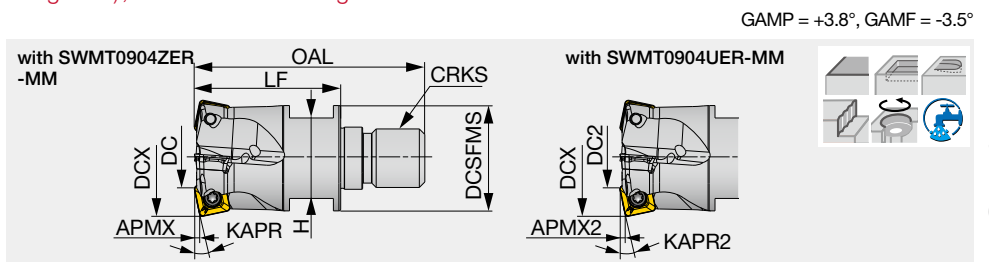 GAMP = +3.8°, GAMF = -3.5°
with SWMT0904ZER
-MM
OAL
LF
CRKS
DCX
DC
DCSFMS
H
APMX
KAPR
with SWMT0904UER-MM
DCX
DC2
APMX2
KAPR2